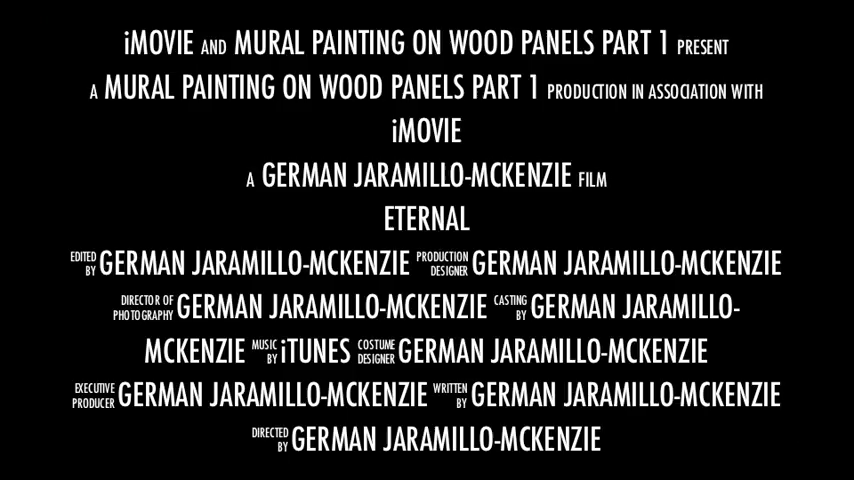 iMOVIE AND MURAL PAINTING ON WOOD PANELS PART 1 PRESENT
A MURAL PAINTING ON WOOD PANELS PART 1 PRODUCTION IN ASSOCIATION WITH
iMOVIE
A GERMAN JARAMILLO-MCKENZIE FILM
ETERNAL
EDITED BY GERMAN JARAMILLO-MCKENZIE PRODUCTION DESIGNER GERMAN JARAMILLO-MCKENZIE
DIRECTOR OF PHOTOGRAPHY GERMAN JARAMILLO-MCKENZIE CASTING BY GERMAN JARAMILLO-
MCKENZIE MUSIC BY iTUNES COSTUME DESIGNER GERMAN JARAMILLO-MCKENZIE
EXECUTIVE PRODUCER GERMAN JARAMILLO-MCKENZIE WRITTEN BY GERMAN JARAMILLO-MCKENZIE
DIRECTED BY GERMAN JARAMILLO-MCKENZIE